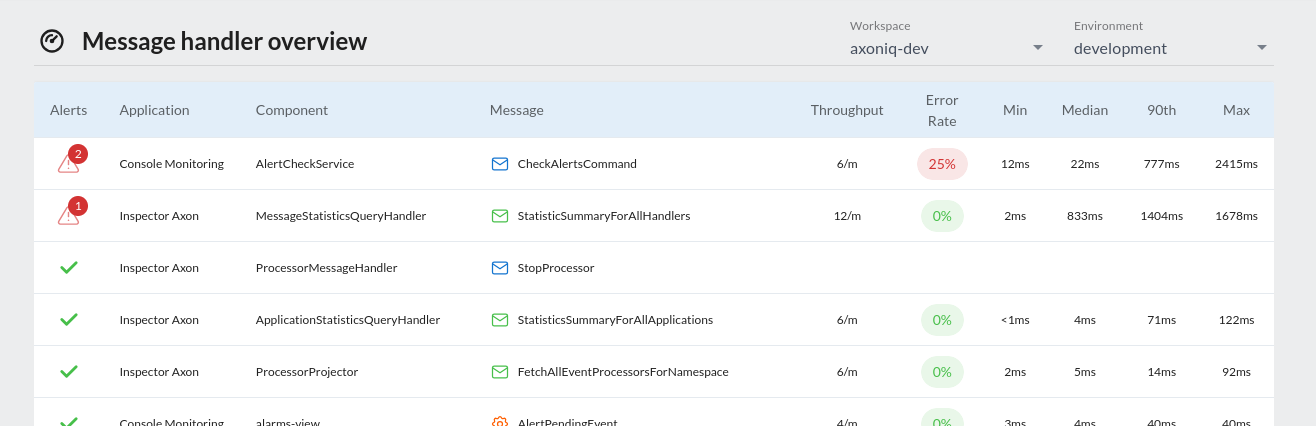 Message handler overview
Workspace
axoniq-dev
Environment
development
Alerts Application Component Message Throughput Error Rate Min Median 90th Max
2 Console Monitoring AlertCheckService CheckAlertsCommand 6/m 25% 12ms 22ms 777ms 2415ms
1 Inspector Axon MessageStatisticsQueryHandler StatisticSummaryForAllHandlers 12/m 0% 2ms 833ms 1404ms 1678ms
Inspector Axon ProcessorMessageHandler StopProcessor
Inspector Axon ApplicationStatisticsQueryHandler StatisticsSummaryForAllApplications 6/m 0% <1ms 4ms 71ms 122ms
Inspector Axon ProcessorProjector FetchAllEventProcessorsForNamespace 6/m 0% 2ms 5ms 14ms 92ms
Console Monitoring alarms-view AlertPendingEvent 4/m 0% 3ms 4ms 40ms 40ms